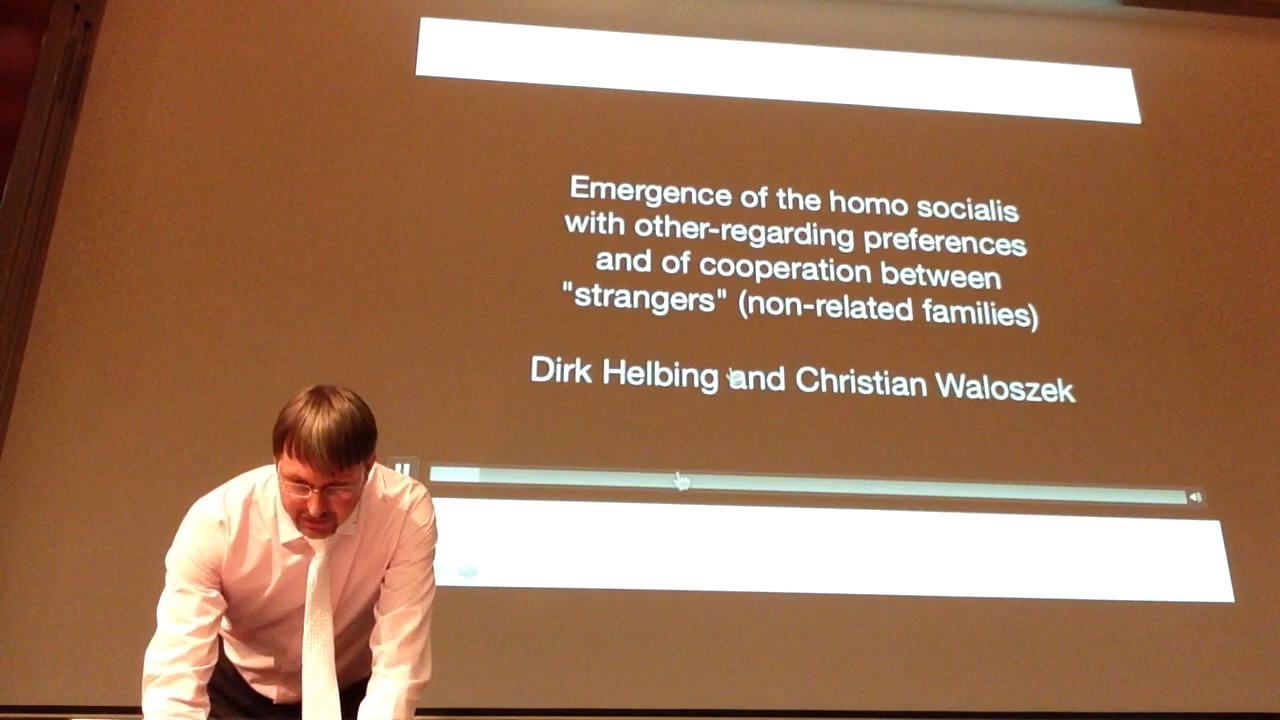 Emergence of the homo socialis
with other-regarding preferences
and of cooperation between
"strangers" (non-related families)
Dirk Helbing and Christian Waloszek